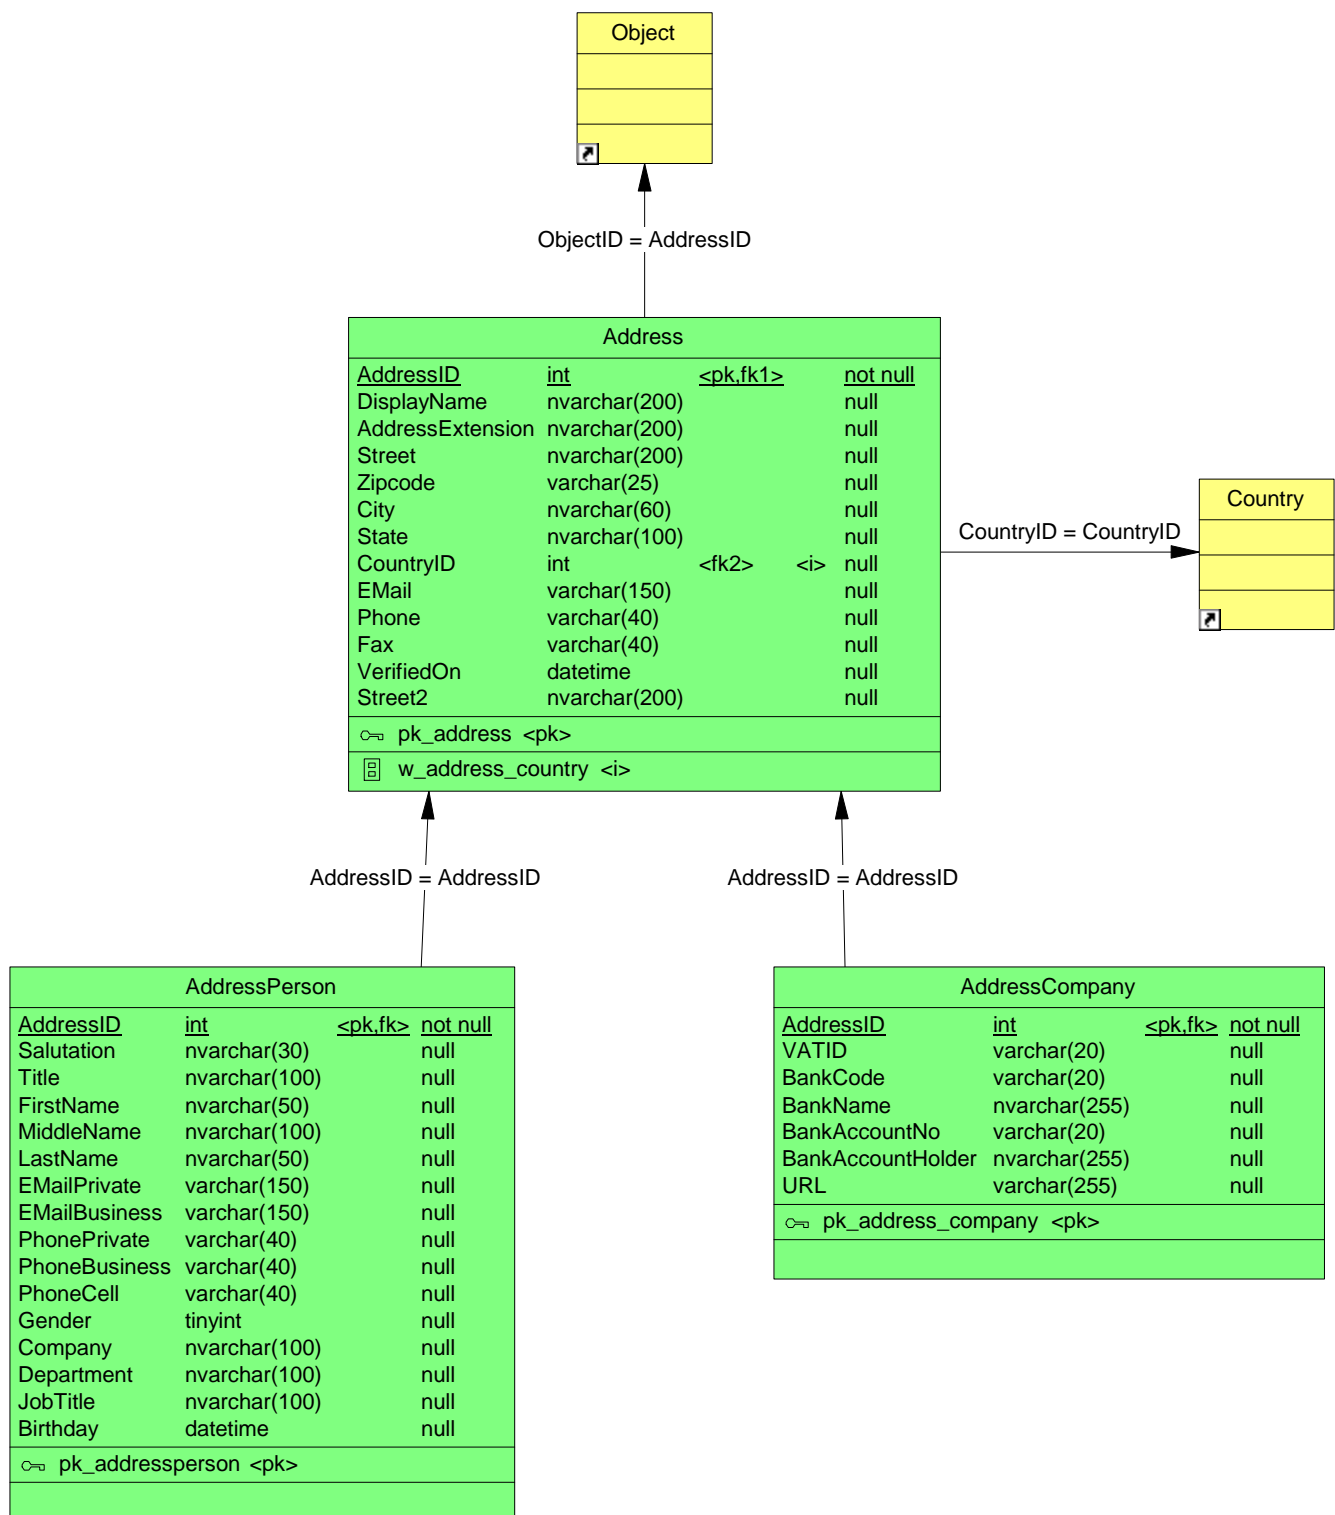 Object
ObjectID = AddressID
Address
AddressID int <pk,fk1> not null
DisplayName nvarchar(200) null
AddressExtension nvarchar(200) null
Street nvarchar(200) null
Zipcode varchar(25) null
City nvarchar(60) null
State nvarchar(100) null
CountryID int <fk2> <i> null
EMail varchar(150) null
Phone varchar(40) null
Fax varchar(40) null
VerifiedOn datetime null
Street2 nvarchar(200) null
pk_address <pk>
w_address_country <i>
CountryID = CountryID
Country
AddressID = AddressID
AddressID = AddressID
AddressPerson
AddressID int <pk,fk> not null
Salutation nvarchar(30) null
Title nvarchar(100) null
FirstName nvarchar(50) null
MiddleName nvarchar(100) null
LastName nvarchar(50) null
EMailPrivate varchar(150) null
EMailBusiness varchar(150) null
PhonePrivate varchar(40) null
PhoneBusiness varchar(40) null
PhoneCell varchar(40) null
Gender tinyint null
Company nvarchar(100) null
Department nvarchar(100) null
JobTitle nvarchar(100) null
Birthday datetime null
pk_addressperson <pk>
AddressCompany
AddressID int <pk,fk> not null
VATID varchar(20) null
BankCode varchar(20) null
BankName nvarchar(255) null
BankAccountNo varchar(20) null
BankAccountHolder nvarchar(255) null
URL varchar(255) null
pk_address_company <pk>